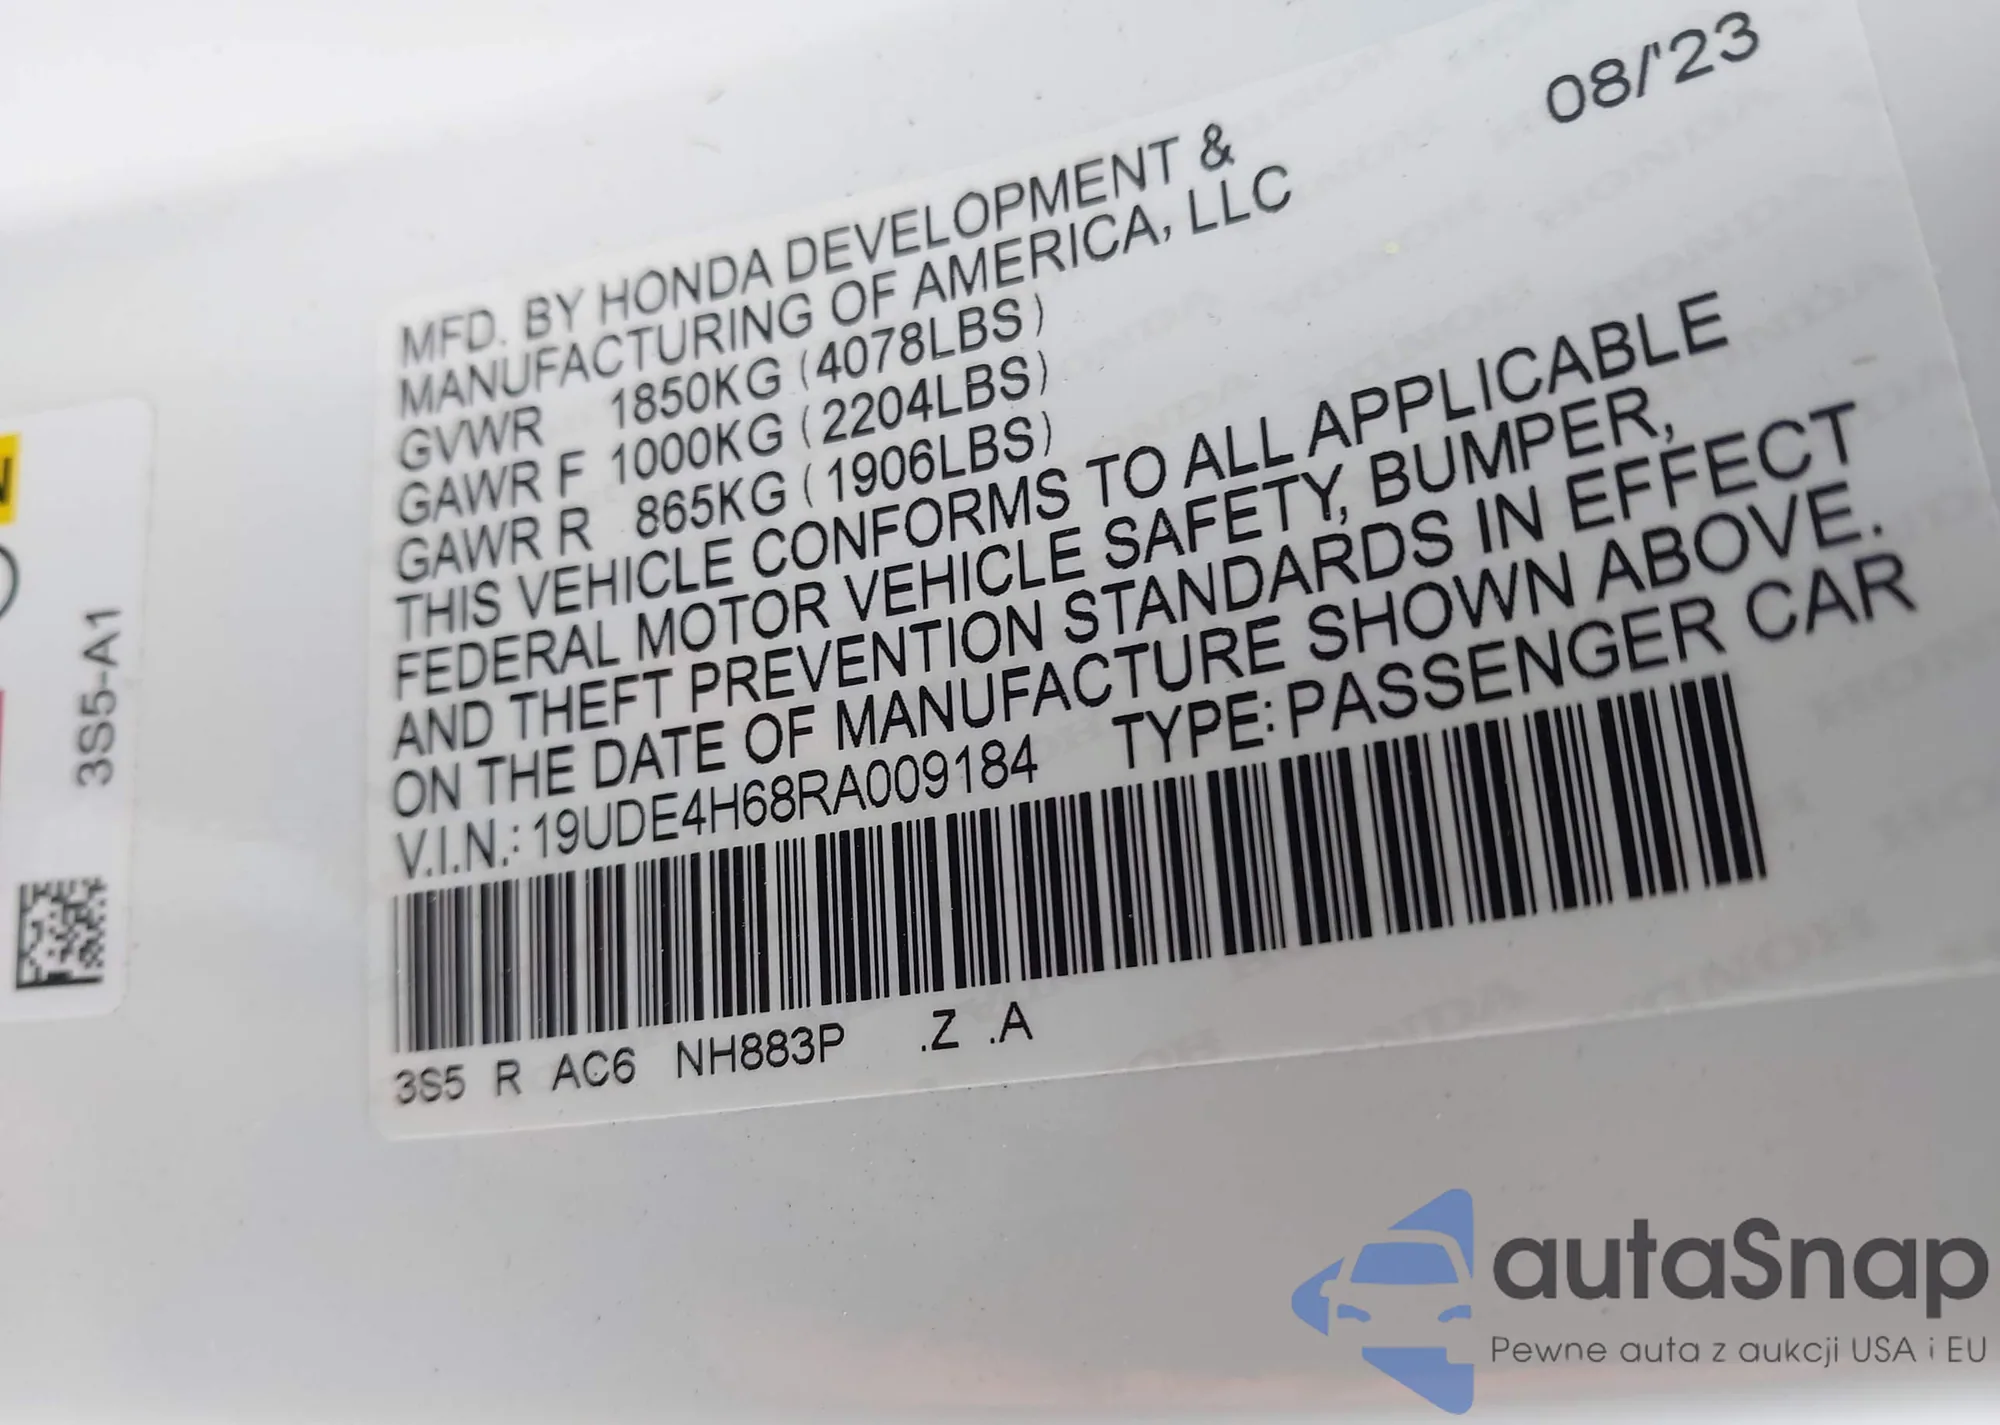 08/'23
MFD. BY HONDA DEVELOPMENT &
MANUFACTURING OF AMERICA, LLC
GVWR 1850KG (4078LBS)
GAWR F 1000KG (2204LBS)
GAWR R 865KG (1906LBS)
THIS VEHICLE CONFORMS TO ALL APPLICABLE
FEDERAL MOTOR VEHICLE SAFETY, BUMPER,
AND THEFT PREVENTION STANDARDS IN EFFECT
ON THE DATE OF MANUFACTURE SHOWN ABOVE.
V.I.N.: 19UDE4H68RA009184 TYPE: PASSENGER CAR
3S5 R AC6 NH883P .Z .A
3S5-A1
autaSnap
Pewne auta z aukcji USA i EU